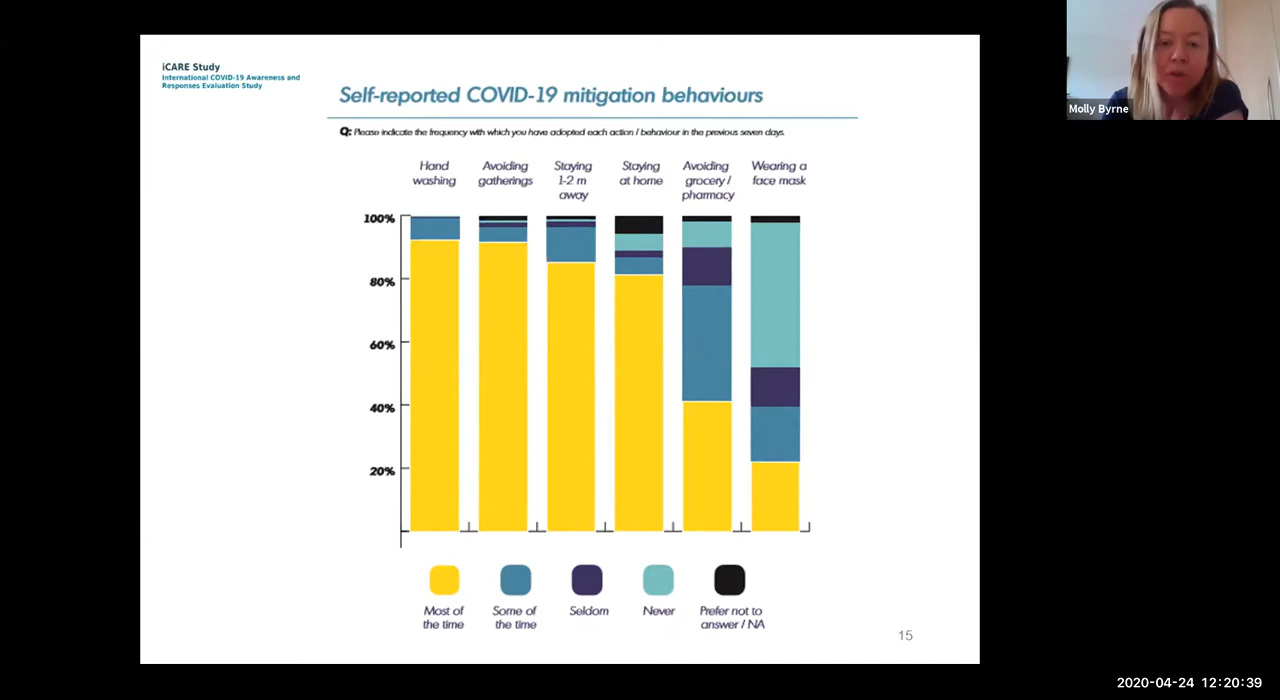 iCARE Study
International COVID-19 Awareness and
Responses Evaluation Study
Self-reported COVID-19 mitigation behaviours
Q: Please indicate the frequency with which you have adopted each action / behaviour in the previous seven days.
Hand
washing
Avoiding
gatherings
Staying
1-2 m
away
Staying
at home
Avoiding
grocery /
pharmacy
Wearing a
face mask
100%
80%
60%
40%
20%
Most of
the time
Some of
the time
Seldom
Never
Prefer not to
answer / NA
15
Molly Byrne
2020-04-24 12:20:39